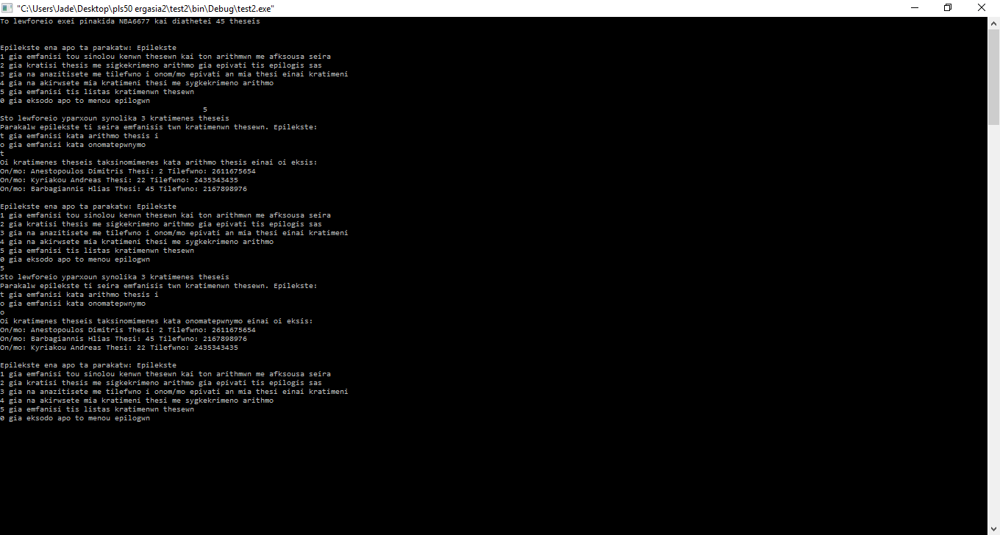 "C:\Users\Jade\Desktop\pls50 ergasia2\test2\bin\Debug\test2.exe"
To lewforeio exei pinakida NBA6677 kai diathetei 45 theseis
Epilekste ena apo ta parakatw: Epilekste
1 gia emfanisi tou sinolou kenwn thesewn kai ton arithmwn me afksousa seira
2 gia kratisi thesis me sigkekrimeno arithmo gia epivati tis epilogis sas
3 gia na anazitisete me tilefwno i onom/mo epivati an mia thesi einai kratimeni
4 gia na akirwsete mia kratimeni thesi me sygkekrimeno arithmo
5 gia emfanisi tis listas kratimenwn thesewn
0 gia eksodo apo to menou epilogwn
5
Sto lewforeio yparxoun synolika 3 kratimenes theseis
Parakalw epilekste ti seira emfanisis twn kratimenwn thesewn. Epilekste:
t gia emfanisi kata arithmo thesis i
o gia emfanisi kata onomatepwnymo
t
Oi kratimenes theseis taksinomimenes kata arithmo thesis einai oi eksis:
On/mo: Anestopoulos Dimitris Thesi: 2 Tilefwno: 2611675654
On/mo: Kyriakou Andreas Thesi: 22 Tilefwno: 2435343435
On/mo: Barbagiannis Hlias Thesi: 45 Tilefwno: 2167898976
Epilekste ena apo ta parakatw: Epilekste
1 gia emfanisi tou sinolou kenwn thesewn kai ton arithmwn me afksousa seira
2 gia kratisi thesis me sigkekrimeno arithmo gia epivati tis epilogis sas
3 gia na anazitisete me tilefwno i onom/mo epivati an mia thesi einai kratimeni
4 gia na akirwsete mia kratimeni thesi me sygkekrimeno arithmo
5 gia emfanisi tis listas kratimenwn thesewn
0 gia eksodo apo to menou epilogwn
5
Sto lewforeio yparxoun synolika 3 kratimenes theseis
Parakalw epilekste ti seira emfanisis twn kratimenwn thesewn. Epilekste:
t gia emfanisi kata arithmo thesis i
o gia emfanisi kata onomatepwnymo
o
Oi kratimenes theseis taksinomimenes kata onomatepwnymo einai oi eksis:
On/mo: Anestopoulos Dimitris Thesi: 2 Tilefwno: 2611675654
On/mo: Barbagiannis Hlias Thesi: 45 Tilefwno: 2167898976
On/mo: Kyriakou Andreas Thesi: 22 Tilefwno: 2435343435
Epilekste ena apo ta parakatw: Epilekste
1 gia emfanisi tou sinolou kenwn thesewn kai ton arithmwn me afksousa seira
2 gia kratisi thesis me sigkekrimeno arithmo gia epivati tis epilogis sas
3 gia na anazitisete me tilefwno i onom/mo epivati an mia thesi einai kratimeni
4 gia na akirwsete mia kratimeni thesi me sygkekrimeno arithmo
5 gia emfanisi tis listas kratimenwn thesewn
0 gia eksodo apo to menou epilogwn